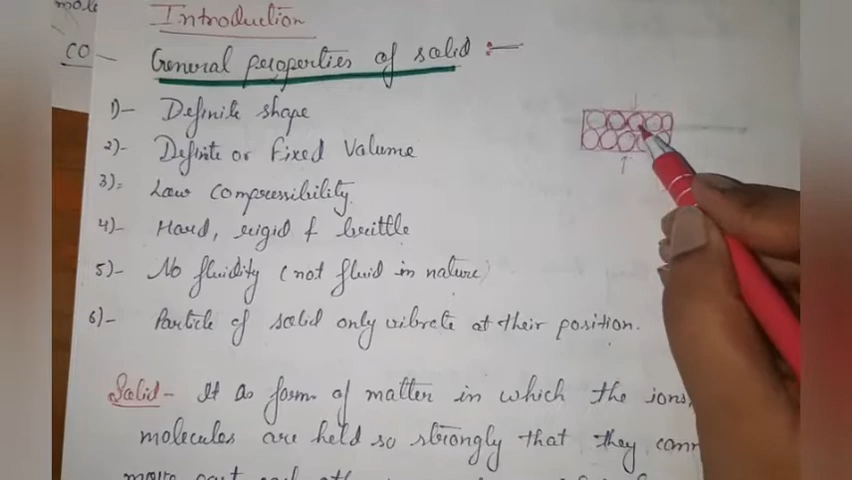 mole
Introduction
CO -
General properties of solid :-
1)- Definite shape
2)- Definite or fixed Volume
3)= Low compressibility
4)- Hard, rigid & brittle
5)- No fluidity (not fluid in nature)
6)- Particle of solid only vibrate at their position.
Solid - It is form of matter in which the ions,
molecules are held so strongly that they